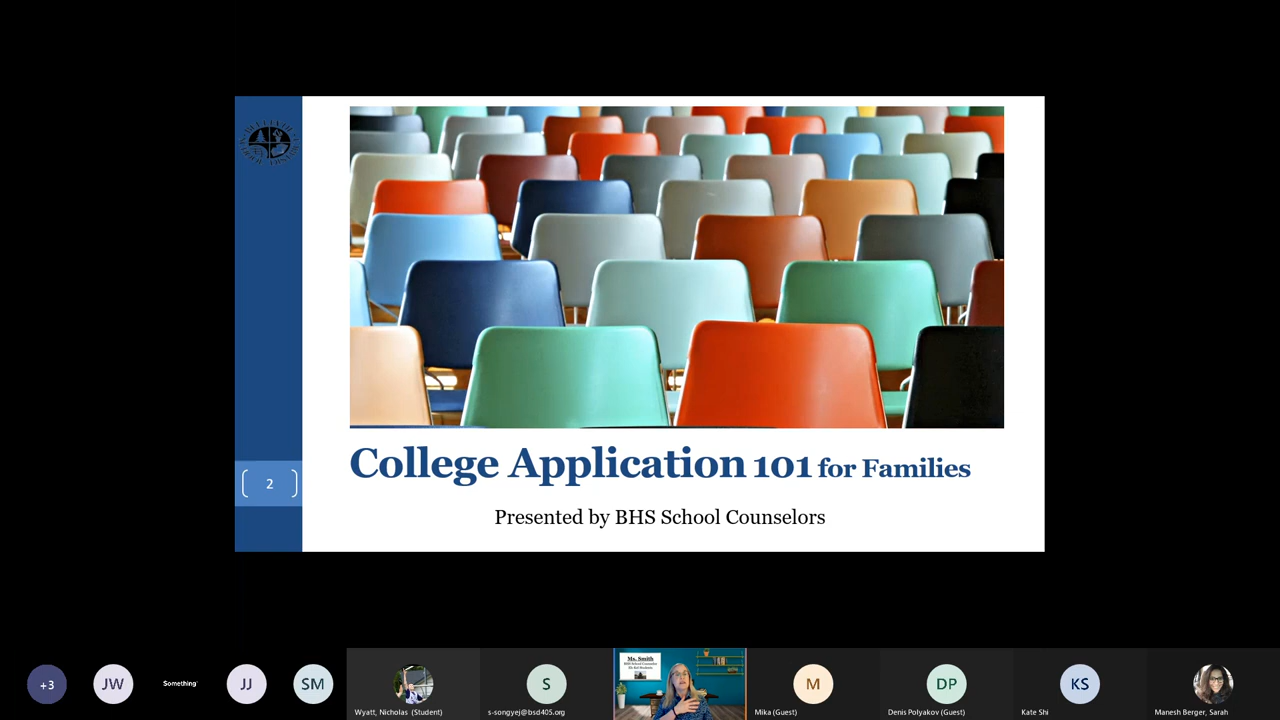 College Application 101 for Families
Presented by BHS School Counselors
2
+3
JW
Something
JJ
SM
Wyatt, Nicholas (Student)
S
s-songyej@bsd405.org
Ms. Smith
M
Mika (Guest)
DP
Denis Polyakov (Guest)
KS
Kate Shi
Manesh Berger, Sarah